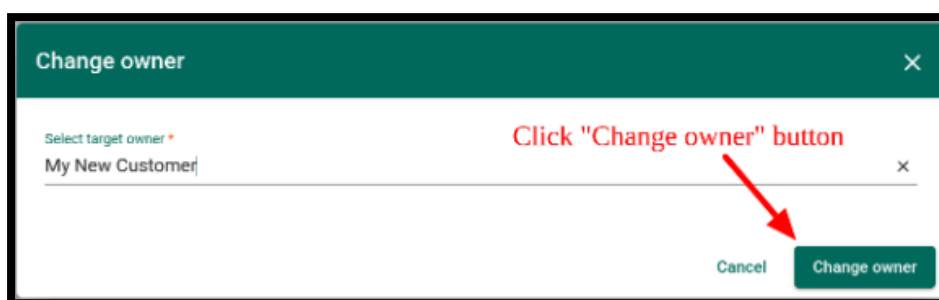 Change owner
Select target owner *
Click "Change owner" button
My New Customer
Cancel
Change owner